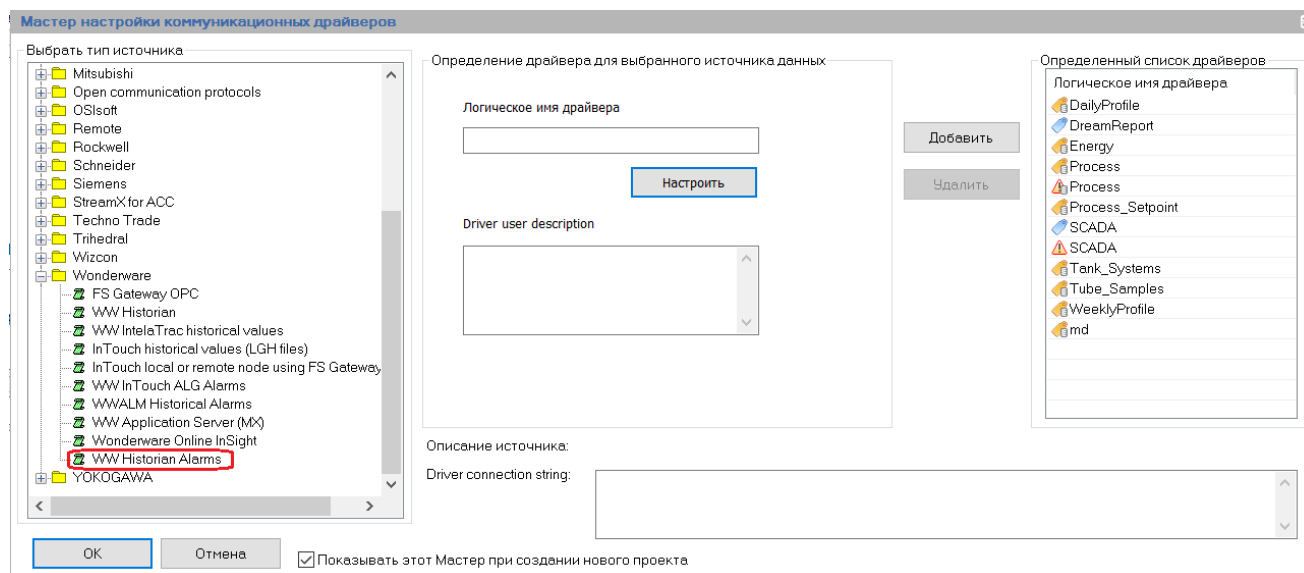 Мастер настройки коммуникационных драйверов
Выбрать тип источника
Mitsubishi
Open communication protocols
OSIsoft
Remote
Rockwell
Schneider
Siemens
StreamX for ACC
Techno Trade
Trihedral
Wizcon
Wonderware
FS Gateway OPC
WW Historian
WW IntelaTrac historical values
InTouch historical values (LGH files)
InTouch local or remote node using FS Gateway
WW InTouch ALG Alarms
WWALM Historical Alarms
WW Application Server (MX)
Wonderware Online InSight
WW Historian Alarms
YOKOGAWA
Определение драйвера для выбранного источника данных
Логическое имя драйвера
Настроить
Driver user description
Добавить
Удалить
Определенный список драйверов
Логическое имя драйвера
DailyProfile
DreamReport
Energy
Process
Process
Process_Setpoint
SCADA
SCADA
Tank_Systems
Tube_Samples
WeeklyProfile
md
Описание источника:
Driver connection string:
OK
Отмена
Показывать этот Мастер при создании нового проекта